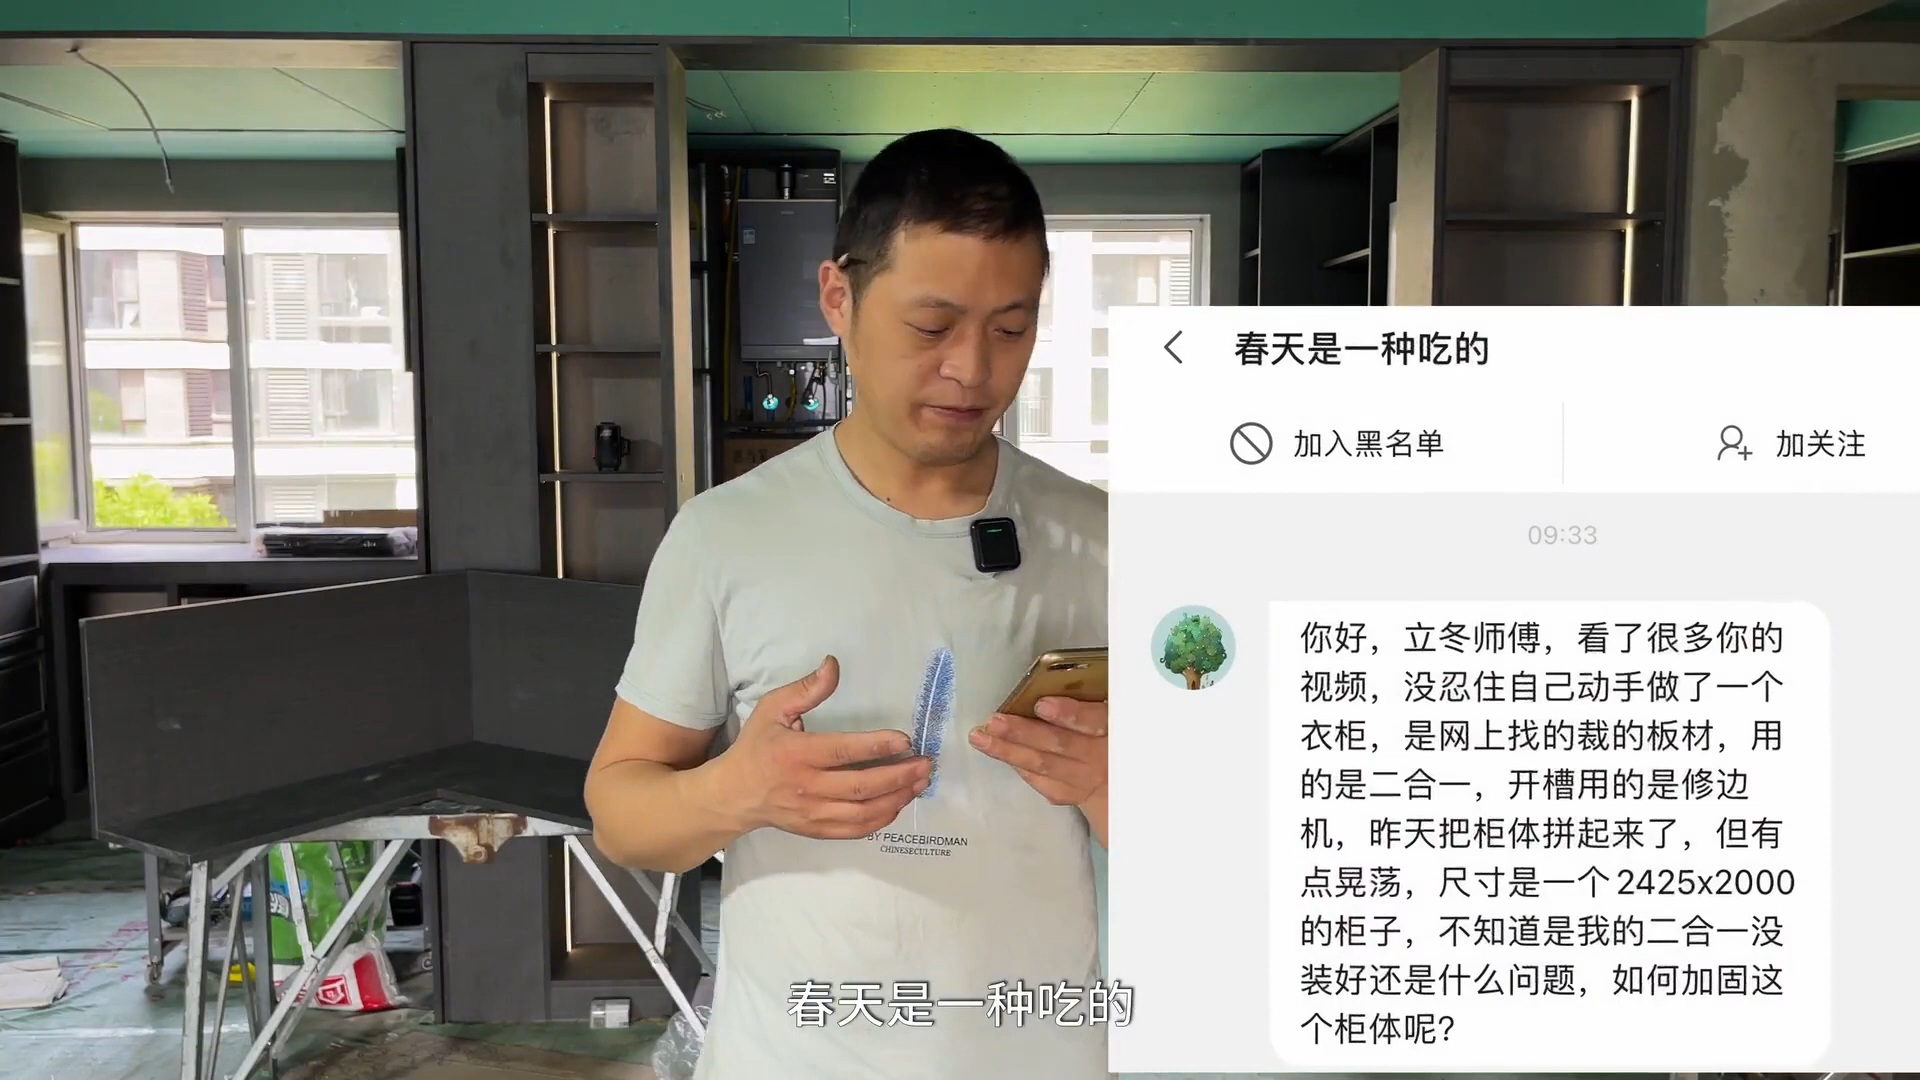 春天是一种吃的
加入黑名单
加关注
09:33
你好，立冬师傅，看了很多你的
视频，没忍住自己动手做了一个
衣柜，是网上找的裁的板材，用
的是二合一，开槽用的是修边
机，昨天把柜体拼起来了，但有
点晃荡，尺寸是一个2425x2000
的柜子，不知道是我的二合一没
装好还是什么问题，如何加固这
个柜体呢？
BY PEACEBIRDMAN
CHINESECULTURE
春天是一种吃的